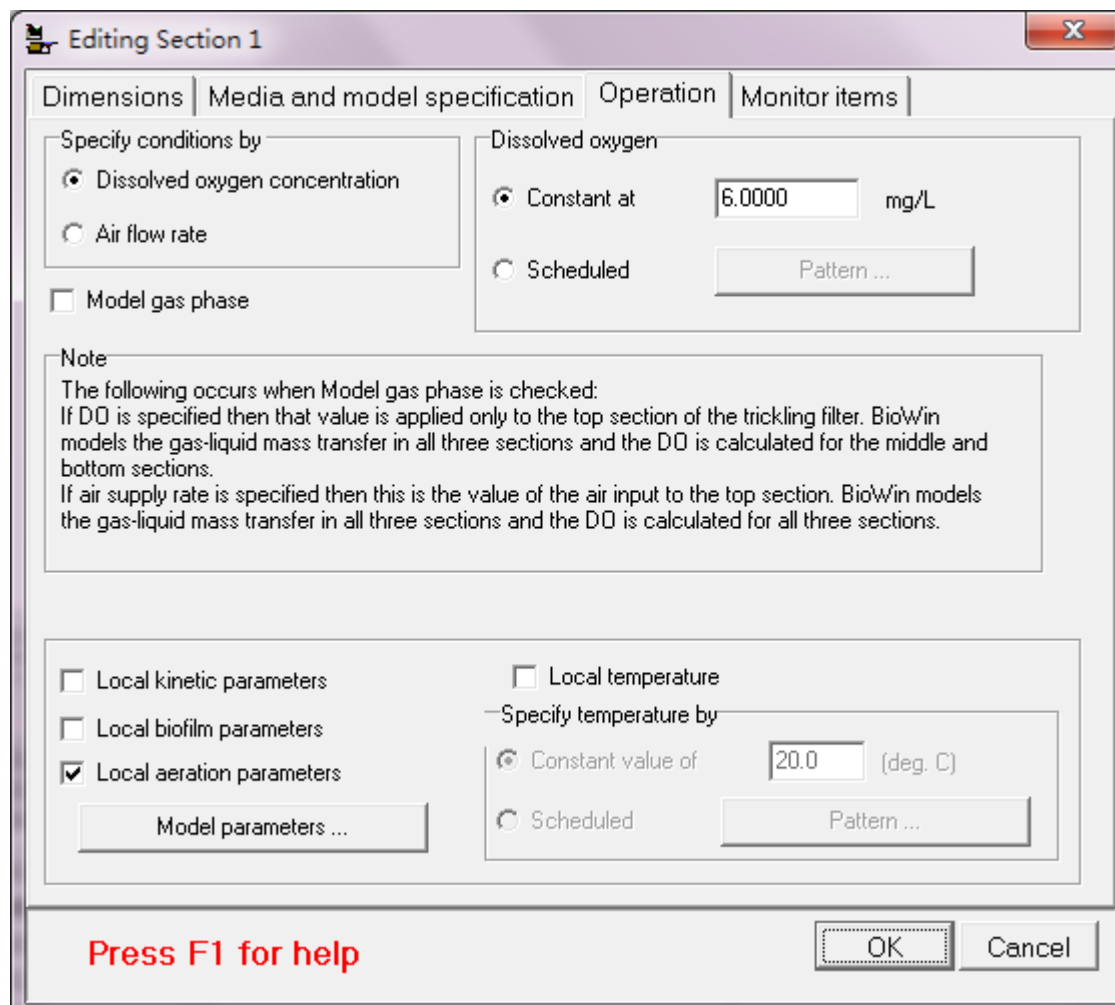 Editing Section 1
Dimensions
Media and model specification
Operation
Monitor items
Specify conditions by
Dissolved oxygen concentration
Air flow rate
Model gas phase
Dissolved oxygen
Constant at
6.0000
mg/L
Scheduled
Pattern ...
Note
The following occurs when Model gas phase is checked:
If DO is specified then that value is applied only to the top section of the trickling filter. BioWin
models the gas-liquid mass transfer in all three sections and the DO is calculated for the middle and
bottom sections.
If air supply rate is specified then this is the value of the air input to the top section. BioWin models
the gas-liquid mass transfer in all three sections and the DO is calculated for all three sections.
Local kinetic parameters
Local biofilm parameters
Local aeration parameters
Model parameters ...
Local temperature
Specify temperature by
Constant value of
20.0
(deg. C)
Scheduled
Pattern ...
Press F1 for help
OK
Cancel